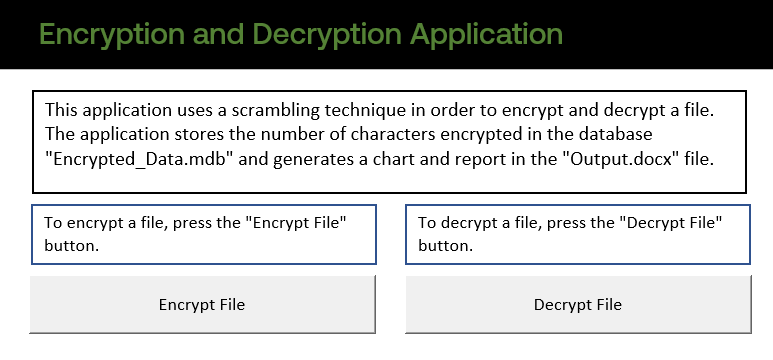 Encryption and Decryption Application
This application uses a scrambling technique in order to encrypt and decrypt a file.
The application stores the number of characters encrypted in the database
"Encrypted_Data.mdb" and generates a chart and report in the "Output.docx" file.
To encrypt a file, press the "Encrypt File"
button.
To decrypt a file, press the "Decrypt File"
button.
Encrypt File
Decrypt File